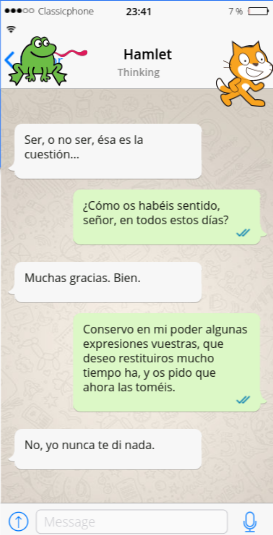 Classicphone 23:41 7 %
Hamlet
Thinking
Ser, o no ser, ésa es la
cuestión...
¿Cómo os habéis sentido,
señor, en todos estos días?
Muchas gracias. Bien.
Conservo en mi poder algunas
expresiones vuestras, que
deseo restituiros mucho
tiempo ha, y os pido que
ahora las toméis.
No, yo nunca te di nada.
Message